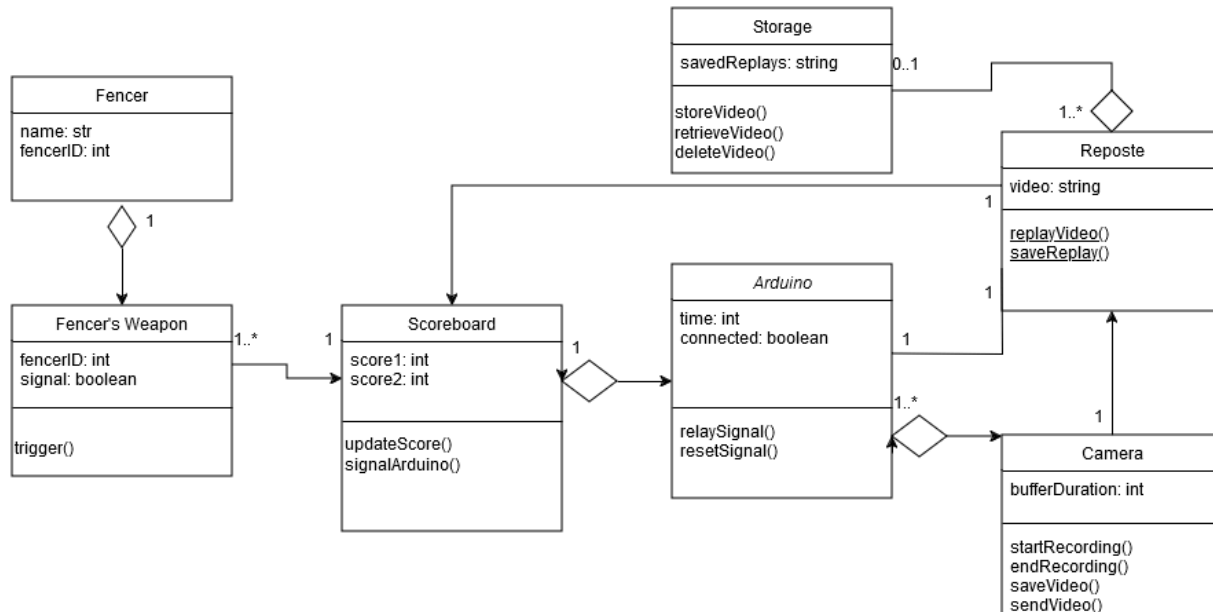 Storage
savedReplays: string
storeVideo()
retrieveVideo()
deleteVideo()
0..1
1..*
Fencer
name: str
fencerID: int
1
Reposte
video: string
replayVideo()
saveReplay()
1
1
Fencer's Weapon
fencerID: int
signal: boolean
trigger()
1..*
1
Scoreboard
score1: int
score2: int
updateScore()
signalArduino()
1
Arduino
time: int
connected: boolean
relaySignal()
resetSignal()
1
1..*
1
Camera
bufferDuration: int
startRecording()
endRecording()
saveVideo()
sendVideo()